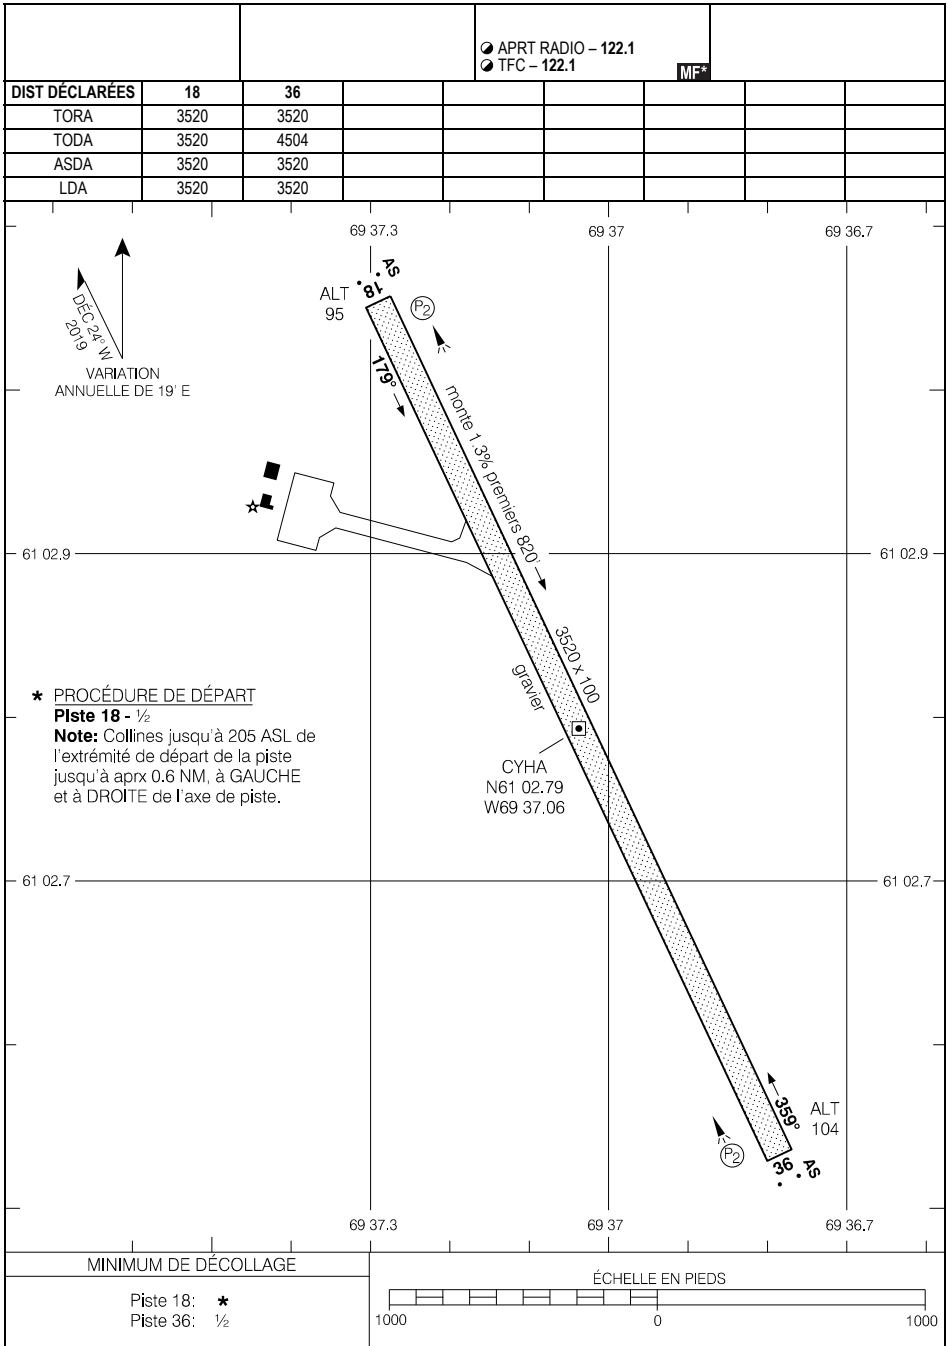 APRT RADIO – 122.1
TFC – 122.1
MF*
DIST DÉCLARÉES 18 36
TORA 3520 3520
TODA 3520 4504
ASDA 3520 3520
LDA 3520 3520
69 37.3 69 37 69 36.7
DÉC 24° W
2019
VARIATION
ANNUELLE DE 19' E
ALT
95
AS
18
P2
179°
monte 1.3% premiers 820'
61 02.9 61 02.9
3520 x 100
gravier
* PROCÉDURE DE DÉPART
Piste 18 - ½
Note: Collines jusqu'à 205 ASL de
l'extrémité de départ de la piste
jusqu'à aprx 0.6 NM, à GAUCHE
et à DROITE de l'axe de piste.
CYHA
N61 02.79
W69 37.06
61 02.7 61 02.7
359°
ALT
104
P2
36
AS
69 37.3 69 37 69 36.7
MINIMUM DE DÉCOLLAGE
Piste 18: *
Piste 36: ½
ÉCHELLE EN PIEDS
1000 0 1000